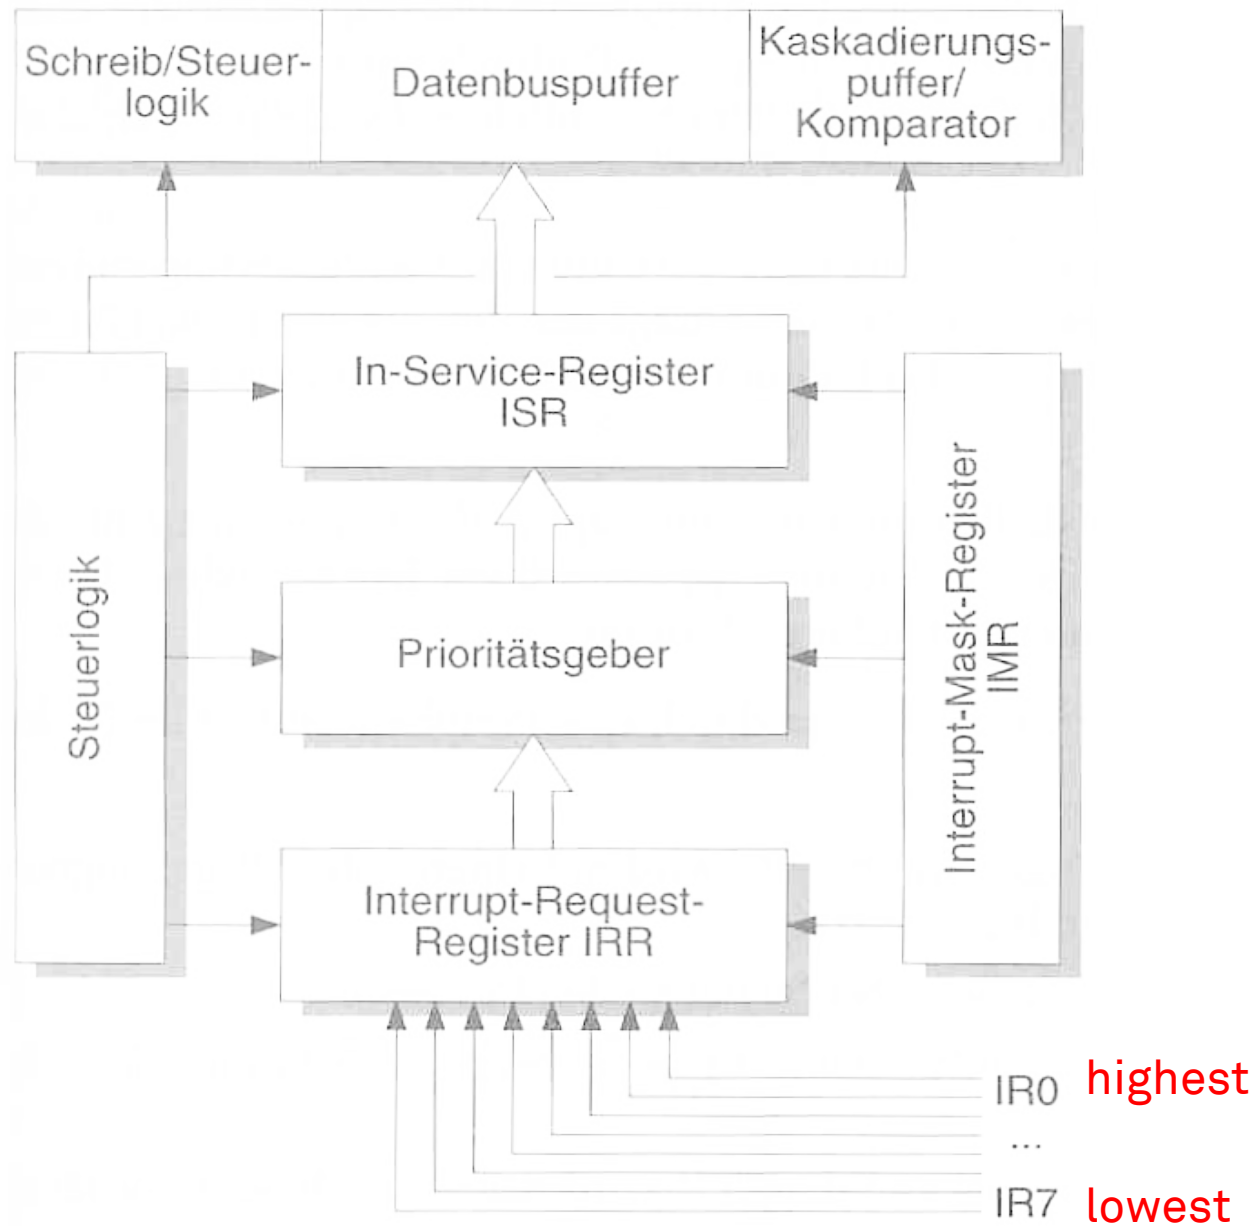 Schreib/Steuer-
logik
Datenbuspuffer
Kaskadierungs-
puffer/
Komparator
In-Service-Register
ISR
Steuerlogik
Interrupt-Mask-Register
IMR
Prioritätsgeber
Interrupt-Request-
Register IRR
IR0 highest
...
IR7 lowest